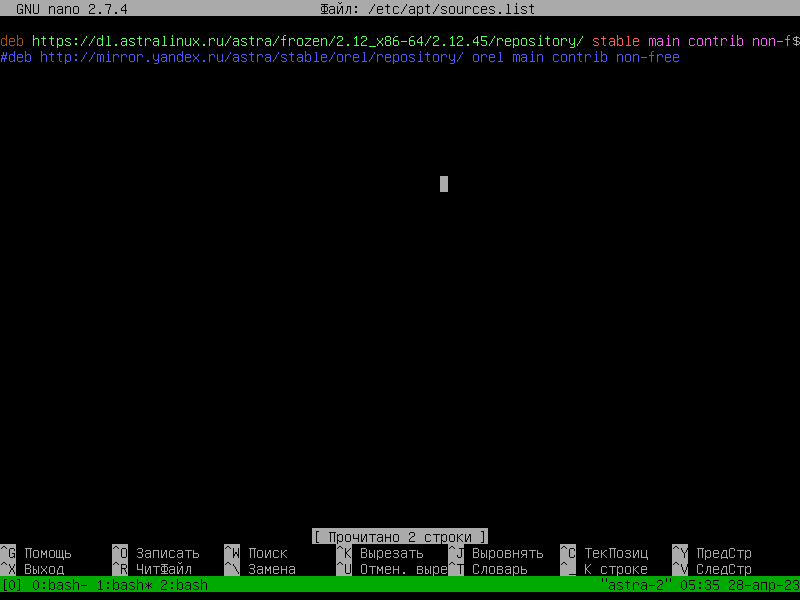 GNU nano 2.7.4 Файл: /etc/apt/sources.list
deb https://dl.astralinux.ru/astra/frozen/2.12_x86-64/2.12.45/repository/ stable main contrib non-f$
#deb http://mirror.yandex.ru/astra/stable/orel/repository/ orel main contrib non-free
[ Прочитано 2 строки ]
^G Помощь ^O Записать ^W Поиск ^K Вырезать ^J Выровнять ^C ТекПозиц ^Y ПредСтр
^X Выход ^R ЧитФайл ^\ Замена ^U Отмен. выре ^T Словарь ^_ К строке ^V СледСтр
[0] 0:bash- 1:bash* 2:bash "astra-2" 05:35 28-апр-23